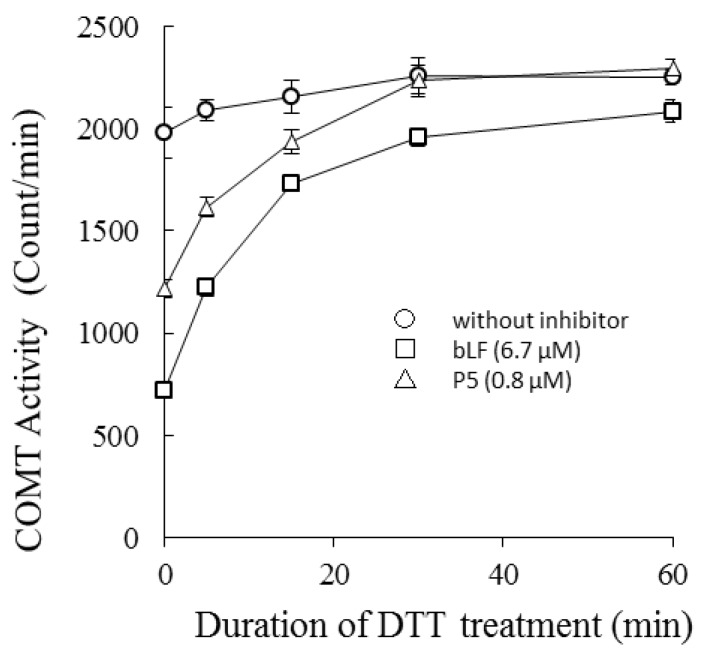 2500
2000
1500
1000
500
0
COMT Activity (Count/min)
without inhibitor
bLF (6.7 µM)
P5 (0.8 µM)
0
20
40
60
Duration of DTT treatment (min)